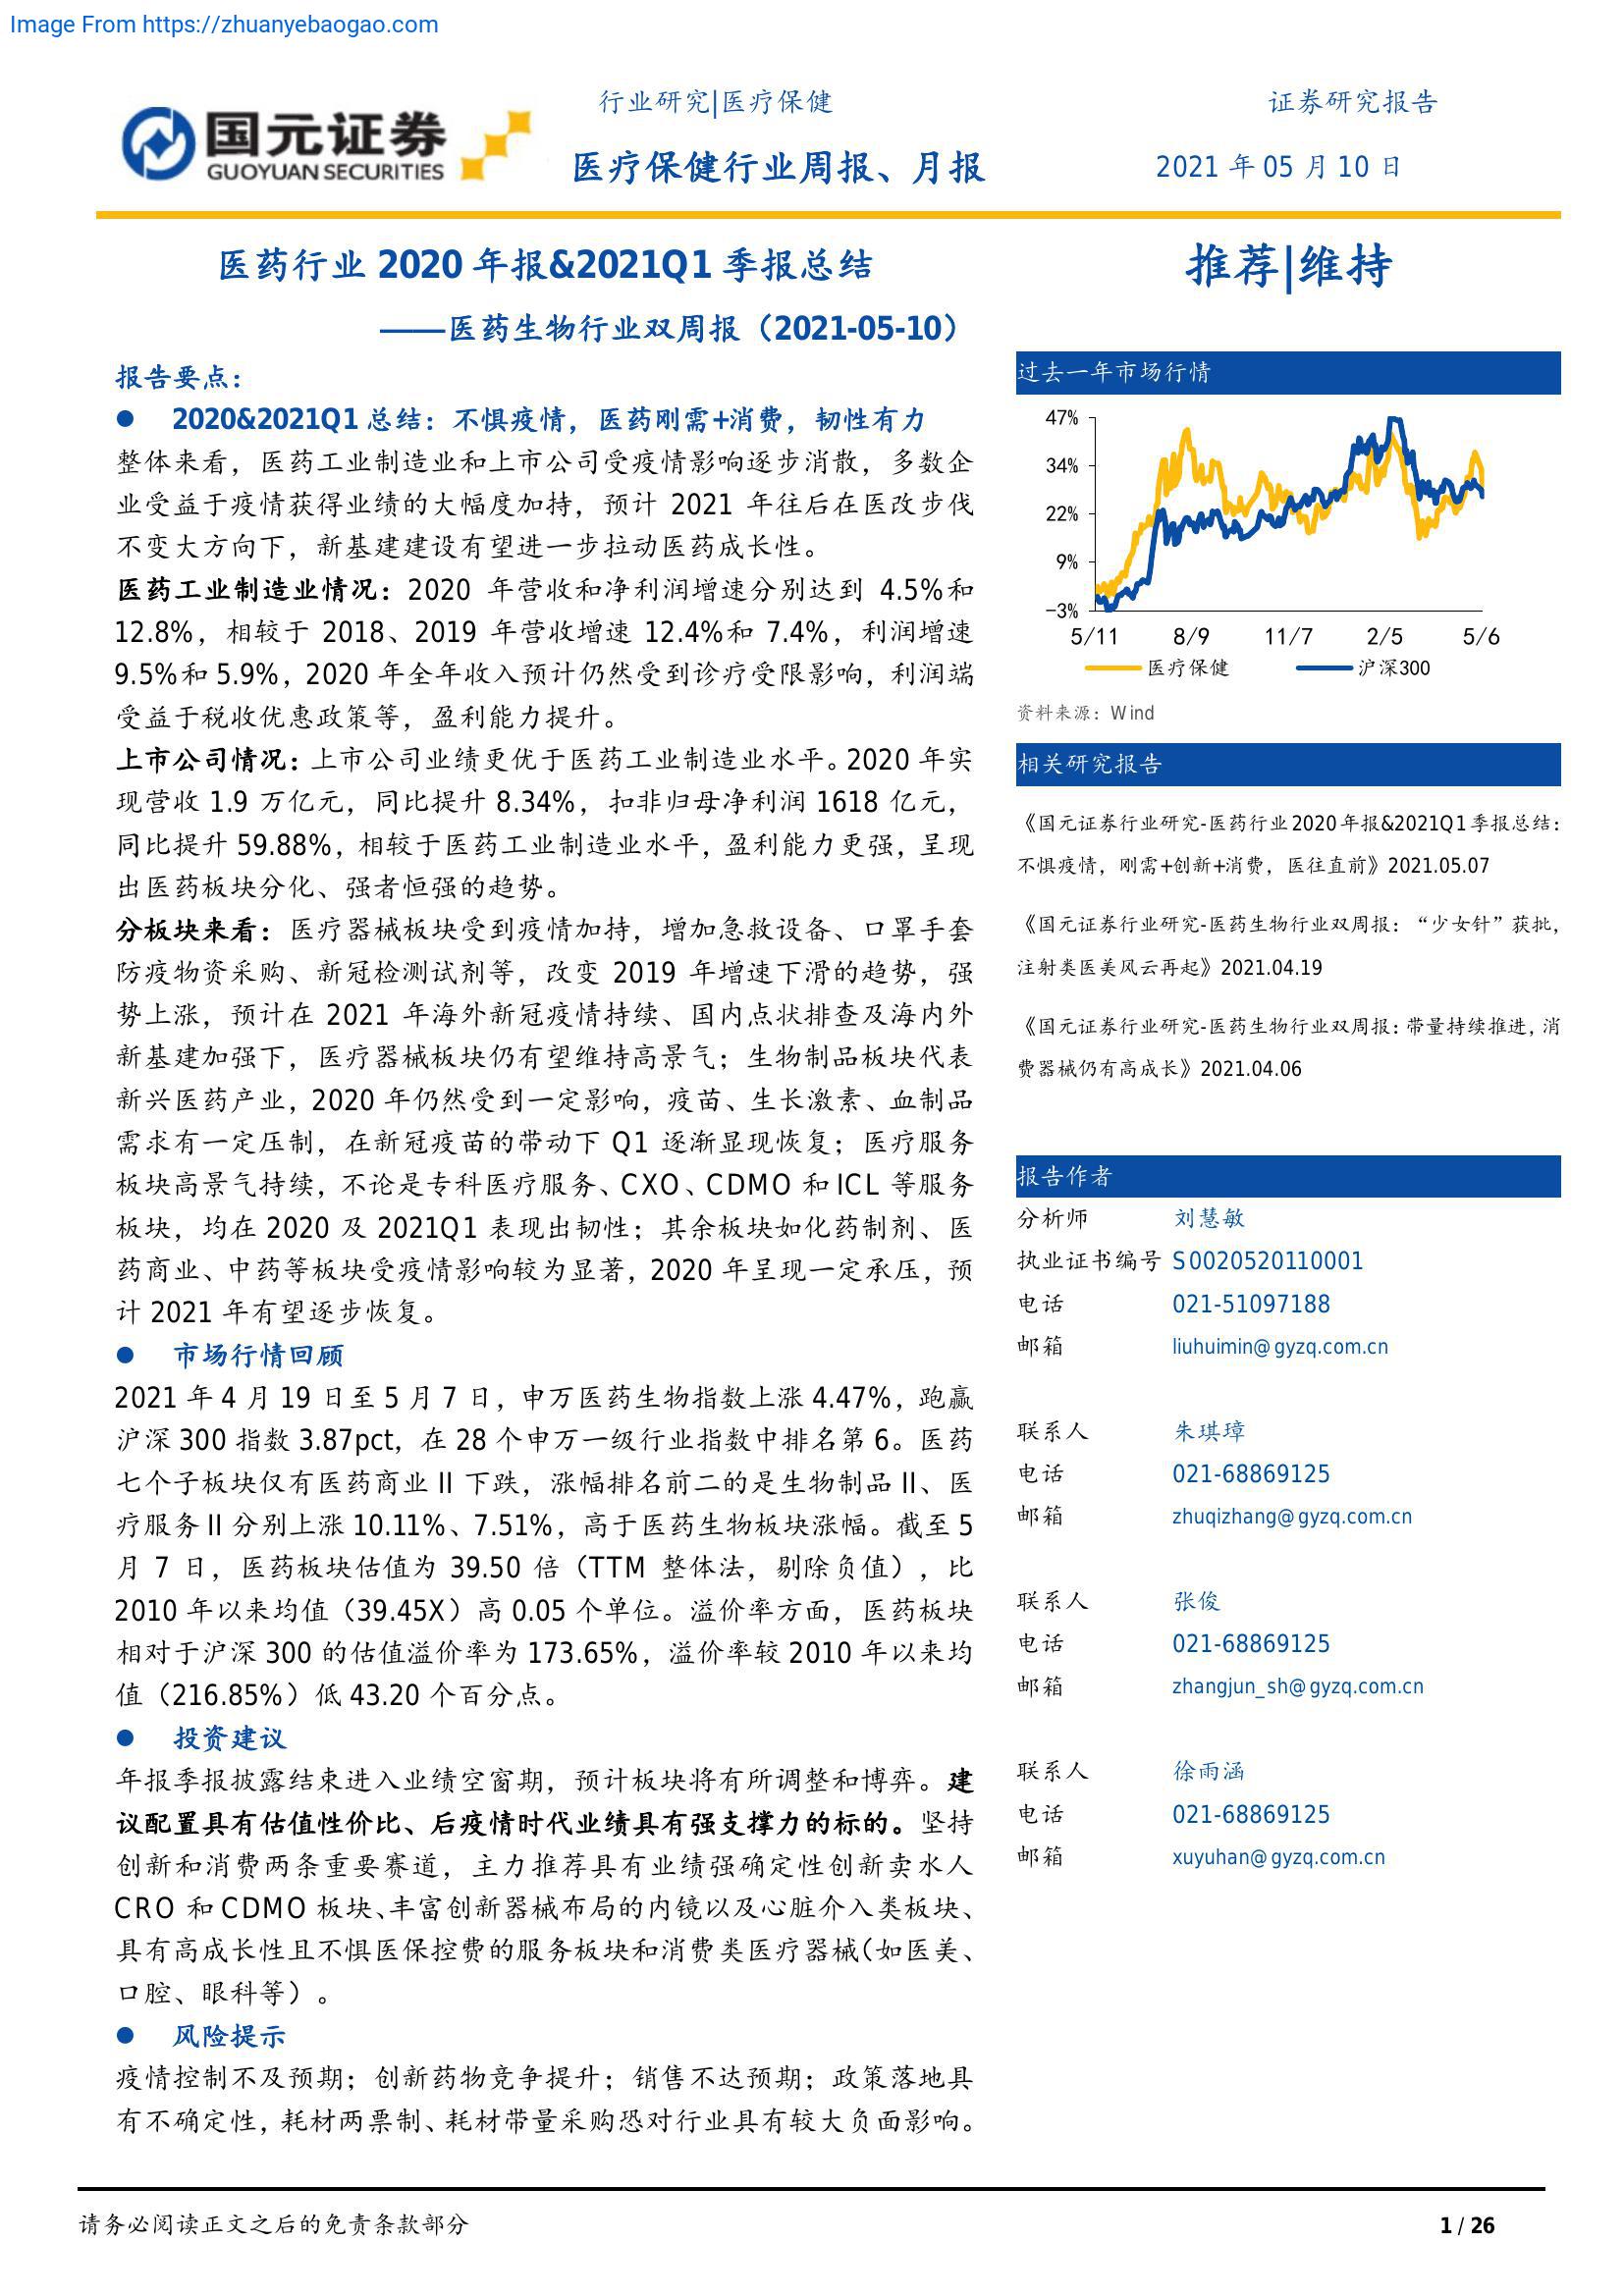 Image From https://zhuanyebaogao.com
国元证券
GUOYUAN SECURITIES
行业研究|医疗保健
证券研究报告
医疗保健行业周报、月报
2021 年 05 月 10 日
医药行业 2020 年报&2021Q1 季报总结
——医药生物行业双周报（2021-05-10）
报告要点：
● 2020&2021Q1 总结：不惧疫情，医药刚需+消费，韧性有力
整体来看，医药工业制造业和上市公司受疫情影响逐步消散，多数企
业受益于疫情获得业绩的大幅度加持，预计 2021 年往后在医改步伐
不变大方向下，新基建建设有望进一步拉动医药成长性。
医药工业制造业情况：2020 年营收和净利润增速分别达到 4.5%和
12.8%，相较于 2018、2019 年营收增速 12.4%和 7.4%，利润增速
9.5%和 5.9%，2020 年全年收入预计仍然受到诊疗受限影响，利润端
受益于税收优惠政策等，盈利能力提升。
上市公司情况：上市公司业绩更优于医药工业制造业水平。2020 年实
现营收 1.9 万亿元，同比提升 8.34%，扣非归母净利润 1618 亿元，
同比提升 59.88%，相较于医药工业制造业水平，盈利能力更强，呈现
出医药板块分化、强者恒强的趋势。
分板块来看：医疗器械板块受到疫情加持，增加急救设备、口罩手套
防疫物资采购、新冠检测试剂等，改变 2019 年增速下滑的趋势，强
势上涨，预计在 2021 年海外新冠疫情持续、国内点状排查及海内外
新基建加强下，医疗器械板块仍有望维持高景气；生物制品板块代表
新兴医药产业，2020 年仍然受到一定影响，疫苗、生长激素、血制品
需求有一定压制，在新冠疫苗的带动下 Q1 逐渐显现恢复；医疗服务
板块高景气持续，不论是专科医疗服务、CXO、CDMO 和 ICL 等服务
板块，均在 2020 及 2021Q1 表现出韧性；其余板块如化药制剂、医
药商业、中药等板块受疫情影响较为显著，2020 年呈现一定承压，预
计 2021 年有望逐步恢复。
● 市场行情回顾
2021 年 4 月 19 日至 5 月 7 日，申万医药生物指数上涨 4.47%，跑赢
沪深 300 指数 3.87pct，在 28 个申万一级行业指数中排名第 6。医药
七个子板块仅有医药商业 II 下跌，涨幅排名前二的是生物制品 II、医
疗服务 II 分别上涨 10.11%、7.51%，高于医药生物板块涨幅。截至 5
月 7 日，医药板块估值为 39.50 倍（TTM 整体法，剔除负值），比
2010 年以来均值（39.45X）高 0.05 个单位。溢价率方面，医药板块
相对于沪深 300 的估值溢价率为 173.65%，溢价率较 2010 年以来均
值（216.85%）低 43.20 个百分点。
● 投资建议
年报季报披露结束进入业绩空窗期，预计板块将有所调整和博弈。建
议配置具有估值性价比、后疫情时代业绩具有强支撑力的标的。坚持
创新和消费两条重要赛道，主力推荐具有业绩强确定性创新卖水人
CRO 和 CDMO 板块、丰富创新器械布局的内镜以及心脏介入类板块、
具有高成长性且不惧医保控费的服务板块和消费类医疗器械（如医美、
口腔、眼科等）。
● 风险提示
疫情控制不及预期；创新药物竞争提升；销售不达预期；政策落地具
有不确定性，耗材两票制、耗材带量采购恐对行业具有较大负面影响。
推荐|维持
过去一年市场行情
47%
34%
22%
9%
-3%
5/11 8/9 11/7 2/5 5/6
医疗保健 沪深300
资料来源：Wind
相关研究报告
《国元证券行业研究-医药行业2020年报&2021Q1季报总结：
不惧疫情，刚需+创新+消费，医往直前》2021.05.07
《国元证券行业研究-医药生物行业双周报：“少女针”获批，
注射类医美风云再起》2021.04.19
《国元证券行业研究-医药生物行业双周报：带量持续推进，消
费器械仍有高成长》2021.04.06
报告作者
分析师 刘慧敏
执业证书编号 S0020520110001
电话 021-51097188
邮箱 liuhuimin@gyzq.com.cn
联系人 朱琪璋
电话 021-68869125
邮箱 zhuqizhang@gyzq.com.cn
联系人 张俊
电话 021-68869125
邮箱 zhangjun_sh@gyzq.com.cn
联系人 徐雨涵
电话 021-68869125
邮箱 xuyuhan@gyzq.com.cn
请务必阅读正文之后的免责条款部分
1 / 26